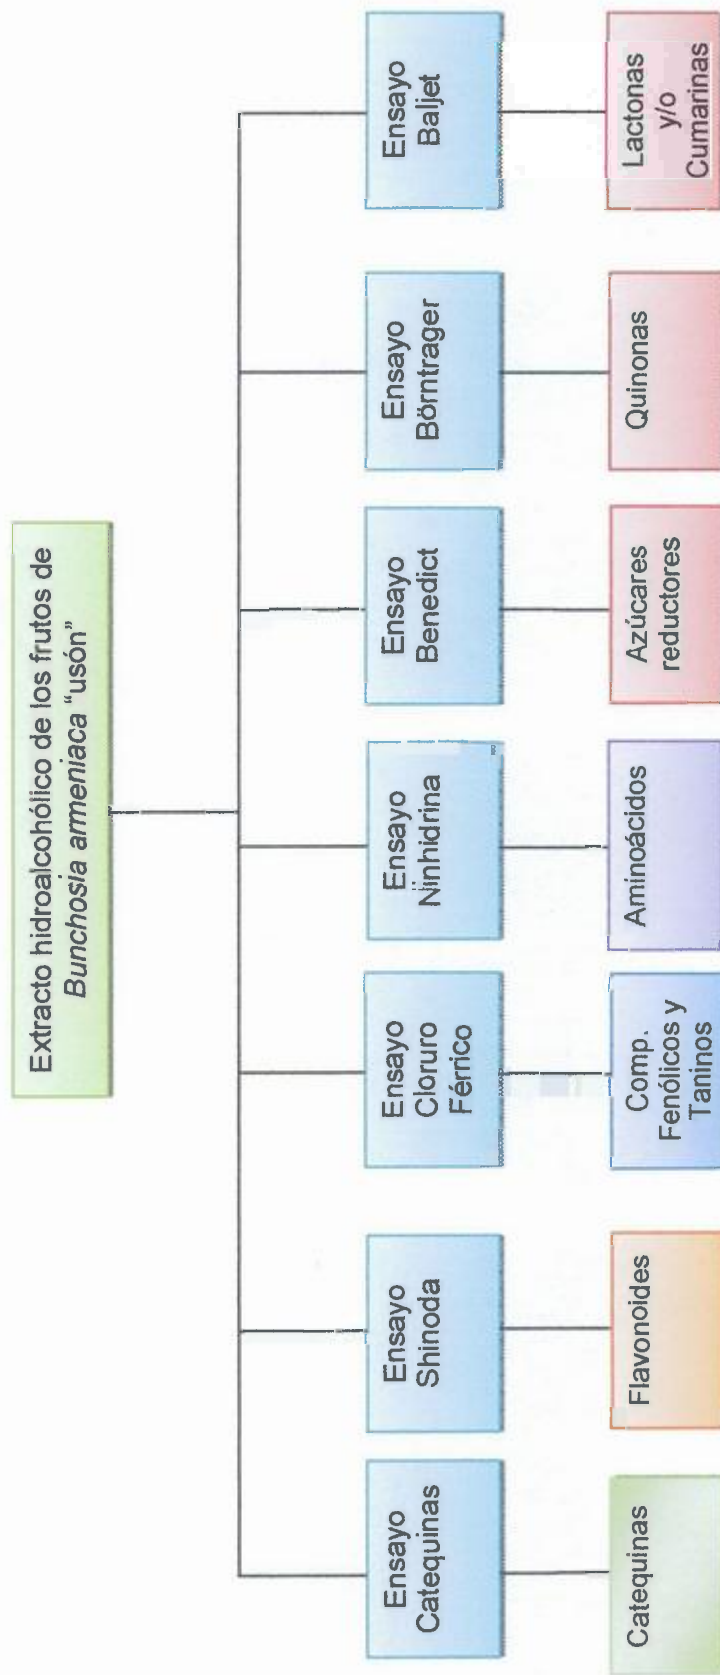 Extracto hidroalcohólico de los frutos de
Bunchosia armeniaca “usón”
Ensayo
Catequinas
Ensayo
Shinoda
Ensayo
Cloruro
Férrico
Ensayo
Ninhidrina
Ensayo
Benedict
Ensayo
Börntrager
Ensayo
Baljet
Catequinas
Flavonoides
Comp.
Fenólicos y
Taninos
Aminoácidos
Azúcares
reductores
Quinonas
Lactonas
y/o
Cumarinas